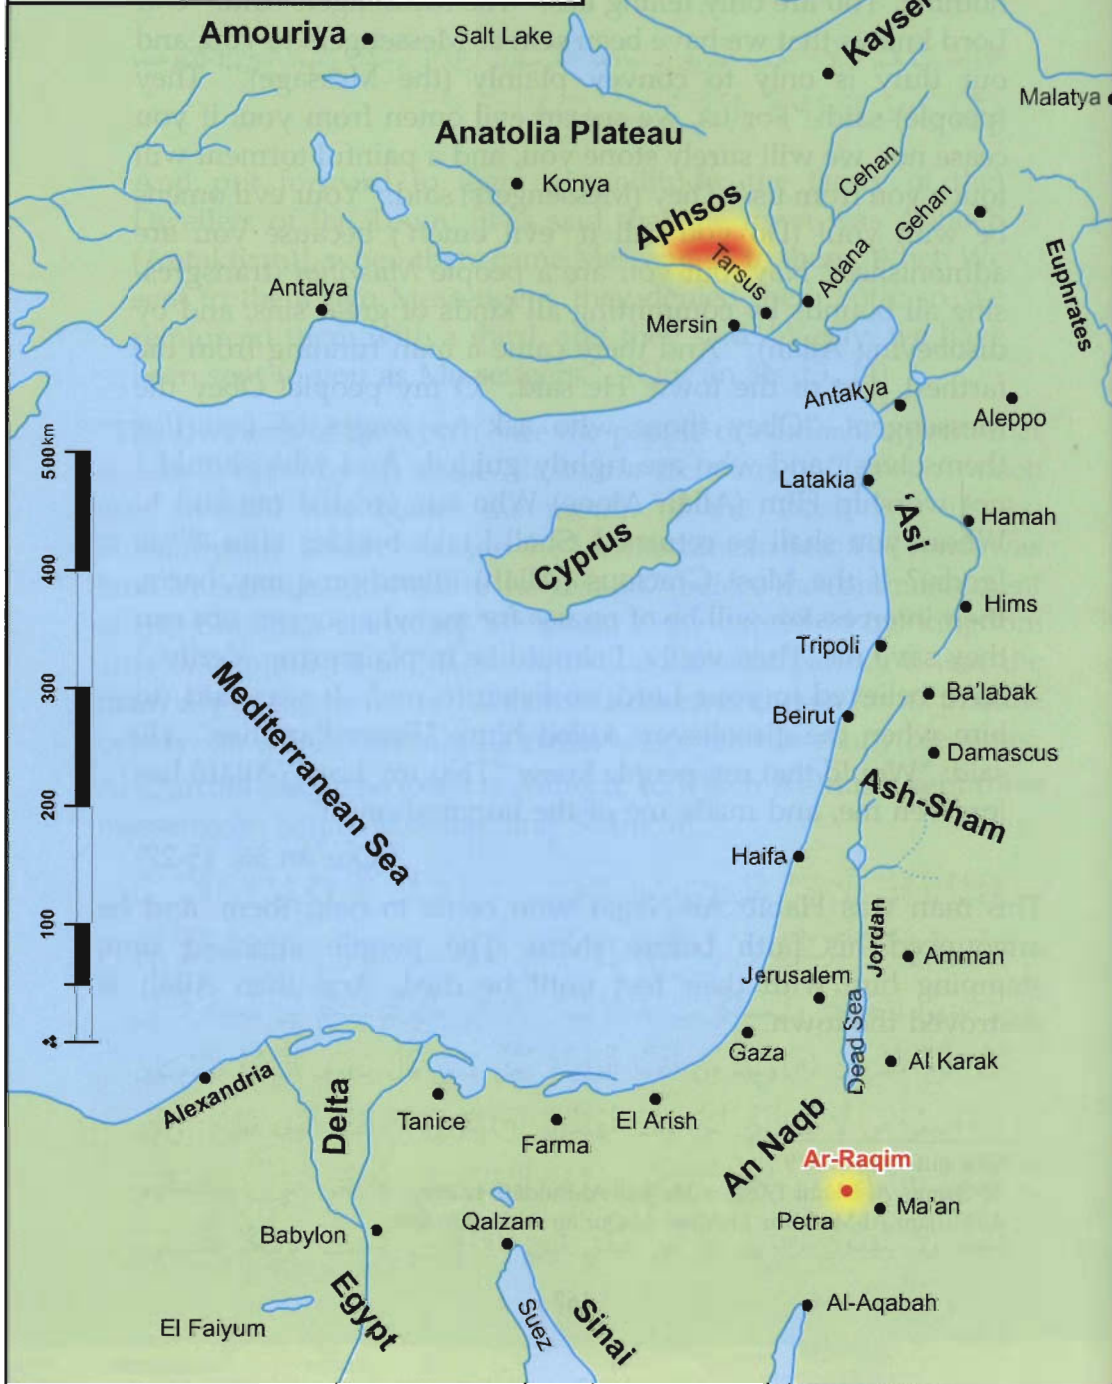 Amouriya
Salt Lake
Malatya
Anatolia Plateau
Konya
Cehan
Gehan
Aphsos
Tarsus
Adana
Euphrates
Antalya
Mersin
Antakya
Aleppo
500 km
Latakia
'Asi
Hamah
Cyprus
400
Hims
Tripoli
Mediterranean Sea
300
Ba'labak
Beirut
Damascus
200
Ash-Sham
Haifa
100
Jordan
Amman
Jerusalem
Dead Sea
Gaza
Al Karak
Alexandria
Delta
Tanice
El Arish
Farma
An Naqb
Ar-Raqim
Ma'an
Petra
Babylon
Qalzam
Egypt
Suez
Sinai
Al-Aqabah
El Faiyum